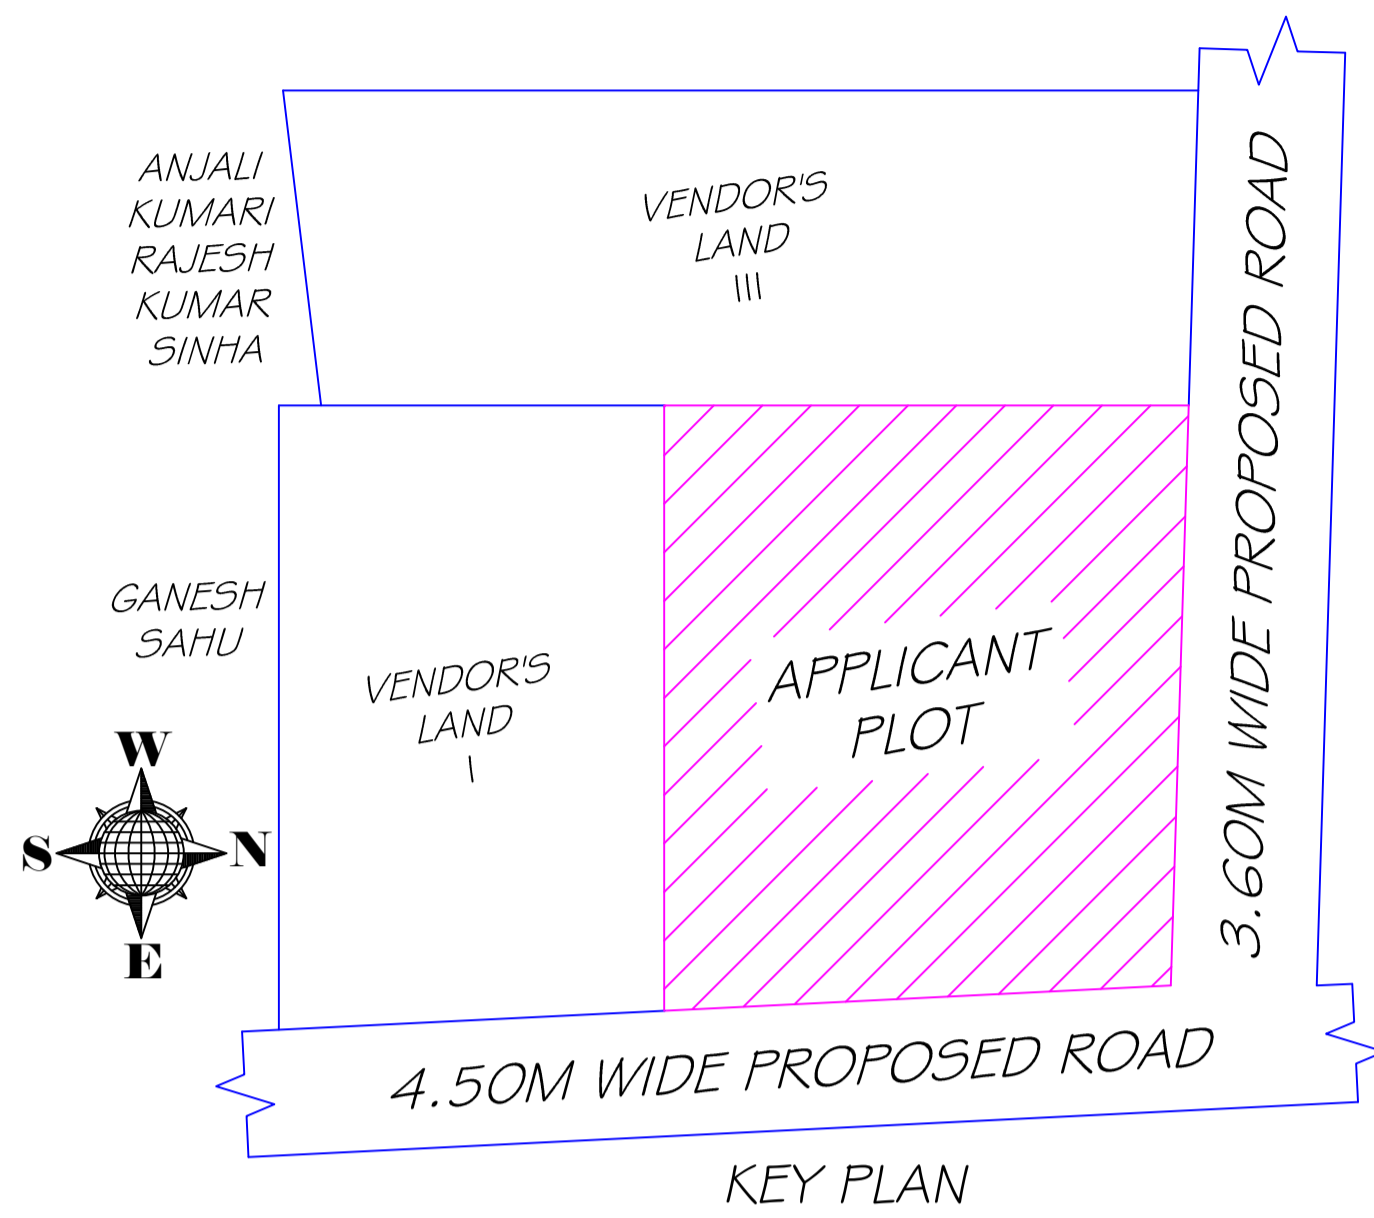 ANJALI
KUMARI
RAJESH
KUMAR
SINHA
VENDOR'S
LAND
III
3.60M WIDE PROPOSED ROAD
GANESH
SAHU
VENDOR'S
LAND
I
APPLICANT
PLOT
W
S
N
E
4.50M WIDE PROPOSED ROAD
KEY PLAN